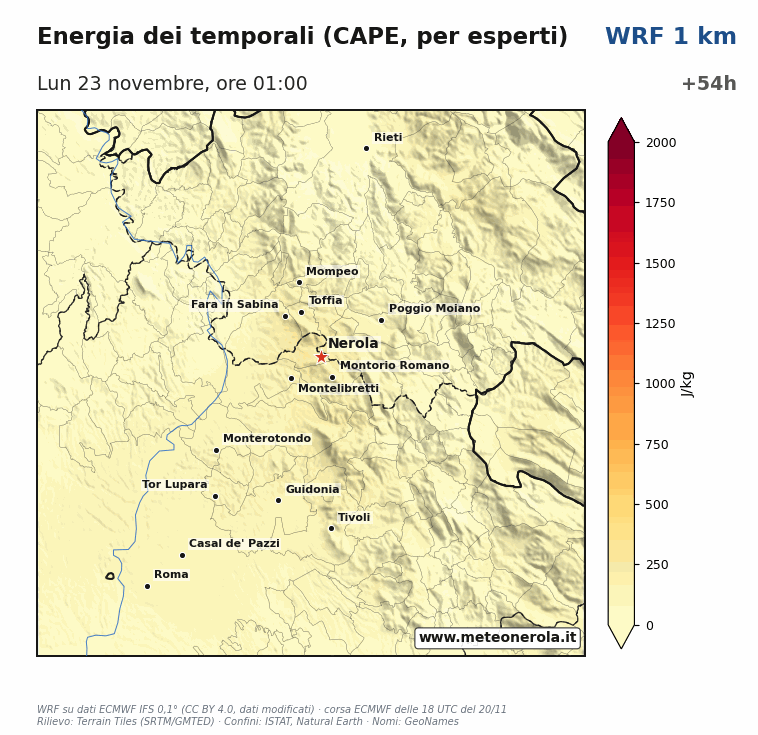 Energia dei temporali (CAPE, per esperti)
WRF 1 km
Lun 23 novembre, ore 01:00
+54h
Rieti
Mompeo
Toffia
Fara in Sabina
Poggio Moiano
Nerola
Montorio Romano
Montelibretti
Monterotondo
Tor Lupara
Guidonia
Tivoli
Casal de' Pazzi
Roma
www.meteonerola.it
2000
1750
1500
1250
1000
750
500
250
0
J/kg
WRF su dati ECMWF IFS 0,1° (CC BY 4.0, dati modificati) · corsa ECMWF delle 18 UTC del 20/11
Rilievo: Terrain Tiles (SRTM/GMTED) · Confini: ISTAT, Natural Earth · Nomi: GeoNames